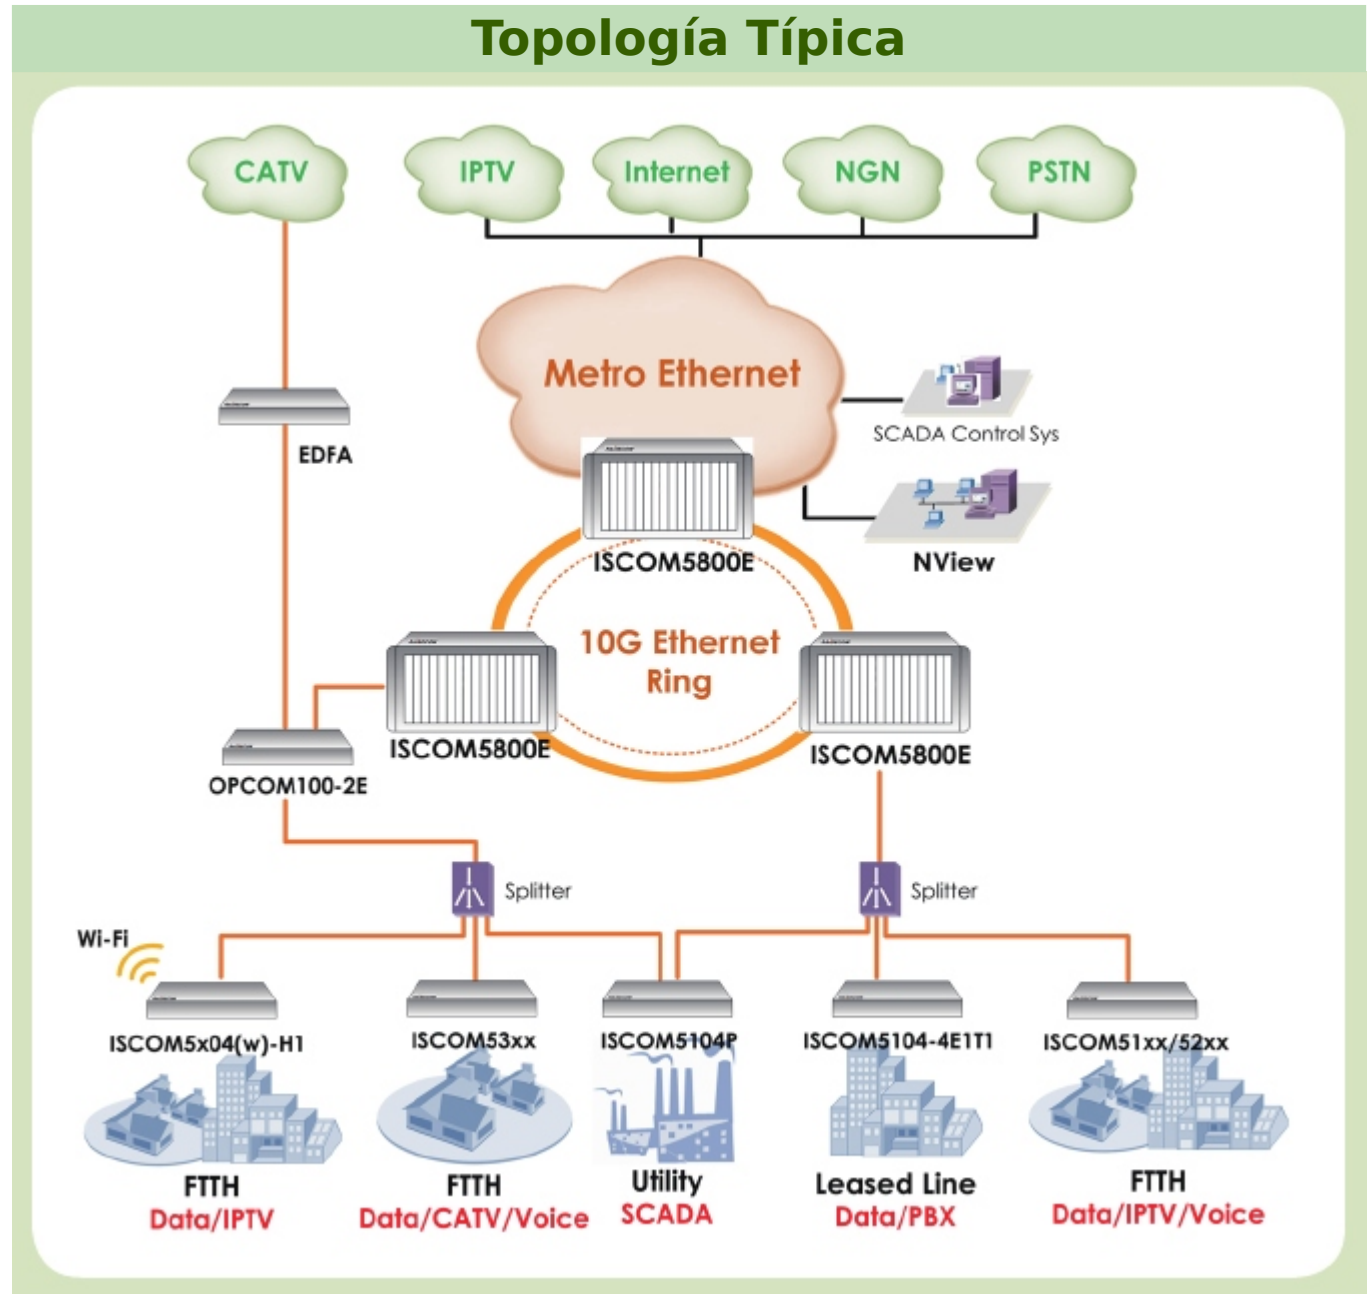 Topología Típica
CATV
IPTV
Internet
NGN
PSTN
Metro Ethernet
SCADA Control Sys
EDFA
NView
ISCOM5800E
10G Ethernet
Ring
ISCOM5800E
ISCOM5800E
OPCOM100-2E
Splitter
Splitter
Wi-Fi
ISCOM5x04(w)-H1
ISCOM53xx
ISCOM5104P
ISCOM5104-4E1T1
ISCOM51xx/52xx
FTTH
Data/IPTV
FTTH
Data/CATV/Voice
Utility
SCADA
Leased Line
Data/PBX
FTTH
Data/IPTV/Voice